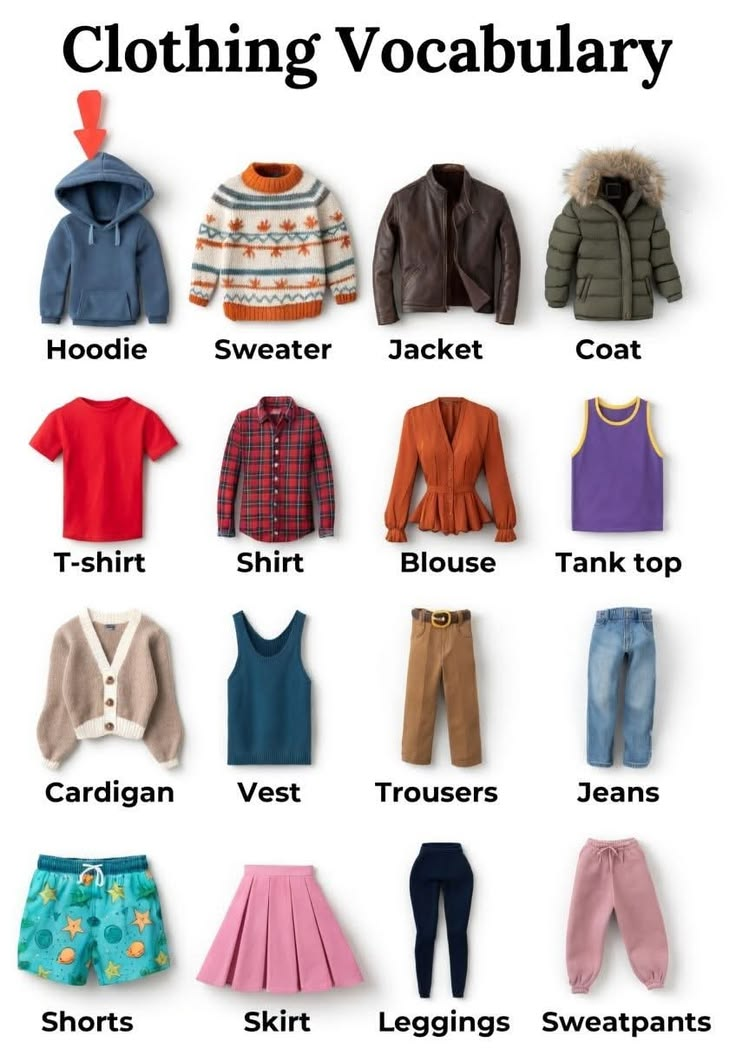 Clothing Vocabulary
Hoodie Sweater Jacket Coat
T-shirt Shirt Blouse Tank top
Cardigan Vest Trousers Jeans
Shorts Skirt Leggings Sweatpants